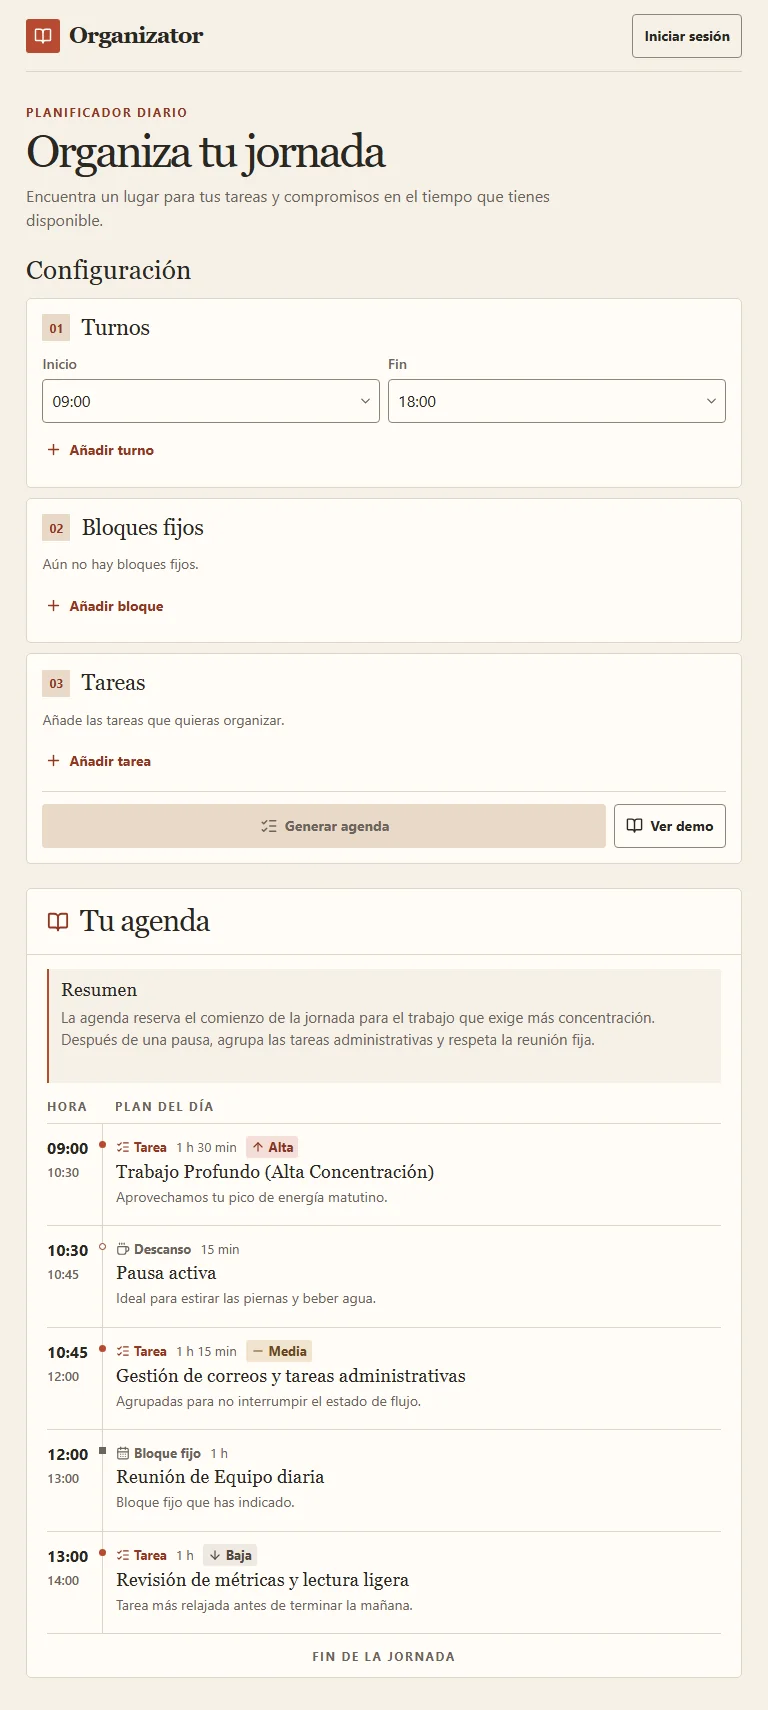 Organizator
Iniciar sesión
PLANIFICADOR DIARIO
Organiza tu jornada
Encuentra un lugar para tus tareas y compromisos en el tiempo que tienes
disponible.
Configuración
01 Turnos
Inicio
Fin
09:00
18:00
Añadir turno
02 Bloques fijos
Aún no hay bloques fijos.
Añadir bloque
03 Tareas
Añade las tareas que quieras organizar.
Añadir tarea
Generar agenda
Ver demo
Tu agenda
Resumen
La agenda reserva el comienzo de la jornada para el trabajo que exige más concentración.
Después de una pausa, agrupa las tareas administrativas y respeta la reunión fija.
HORA PLAN DEL DÍA
09:00 Tarea 1 h 30 min Alta
10:30 Trabajo Profundo (Alta Concentración)
Aprovechamos tu pico de energía matutino.
10:30 Descanso 15 min
10:45 Pausa activa
Ideal para estirar las piernas y beber agua.
10:45 Tarea 1 h 15 min Media
12:00 Gestión de correos y tareas administrativas
Agrupadas para no interrumpir el estado de flujo.
12:00 Bloque fijo 1 h
13:00 Reunión de Equipo diaria
Bloque fijo que has indicado.
13:00 Tarea 1 h Baja
14:00 Revisión de métricas y lectura ligera
Tarea más relajada antes de terminar la mañana.
FIN DE LA JORNADA